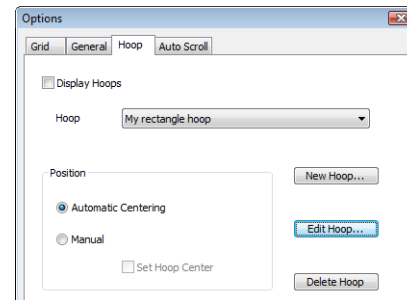 Options
Grid General Hoop Auto Scroll
Display Hoops
Hoop My rectangle hoop
Position
New Hoop...
Automatic Centering
Edit Hoop...
Manual
Set Hoop Center
Delete Hoop